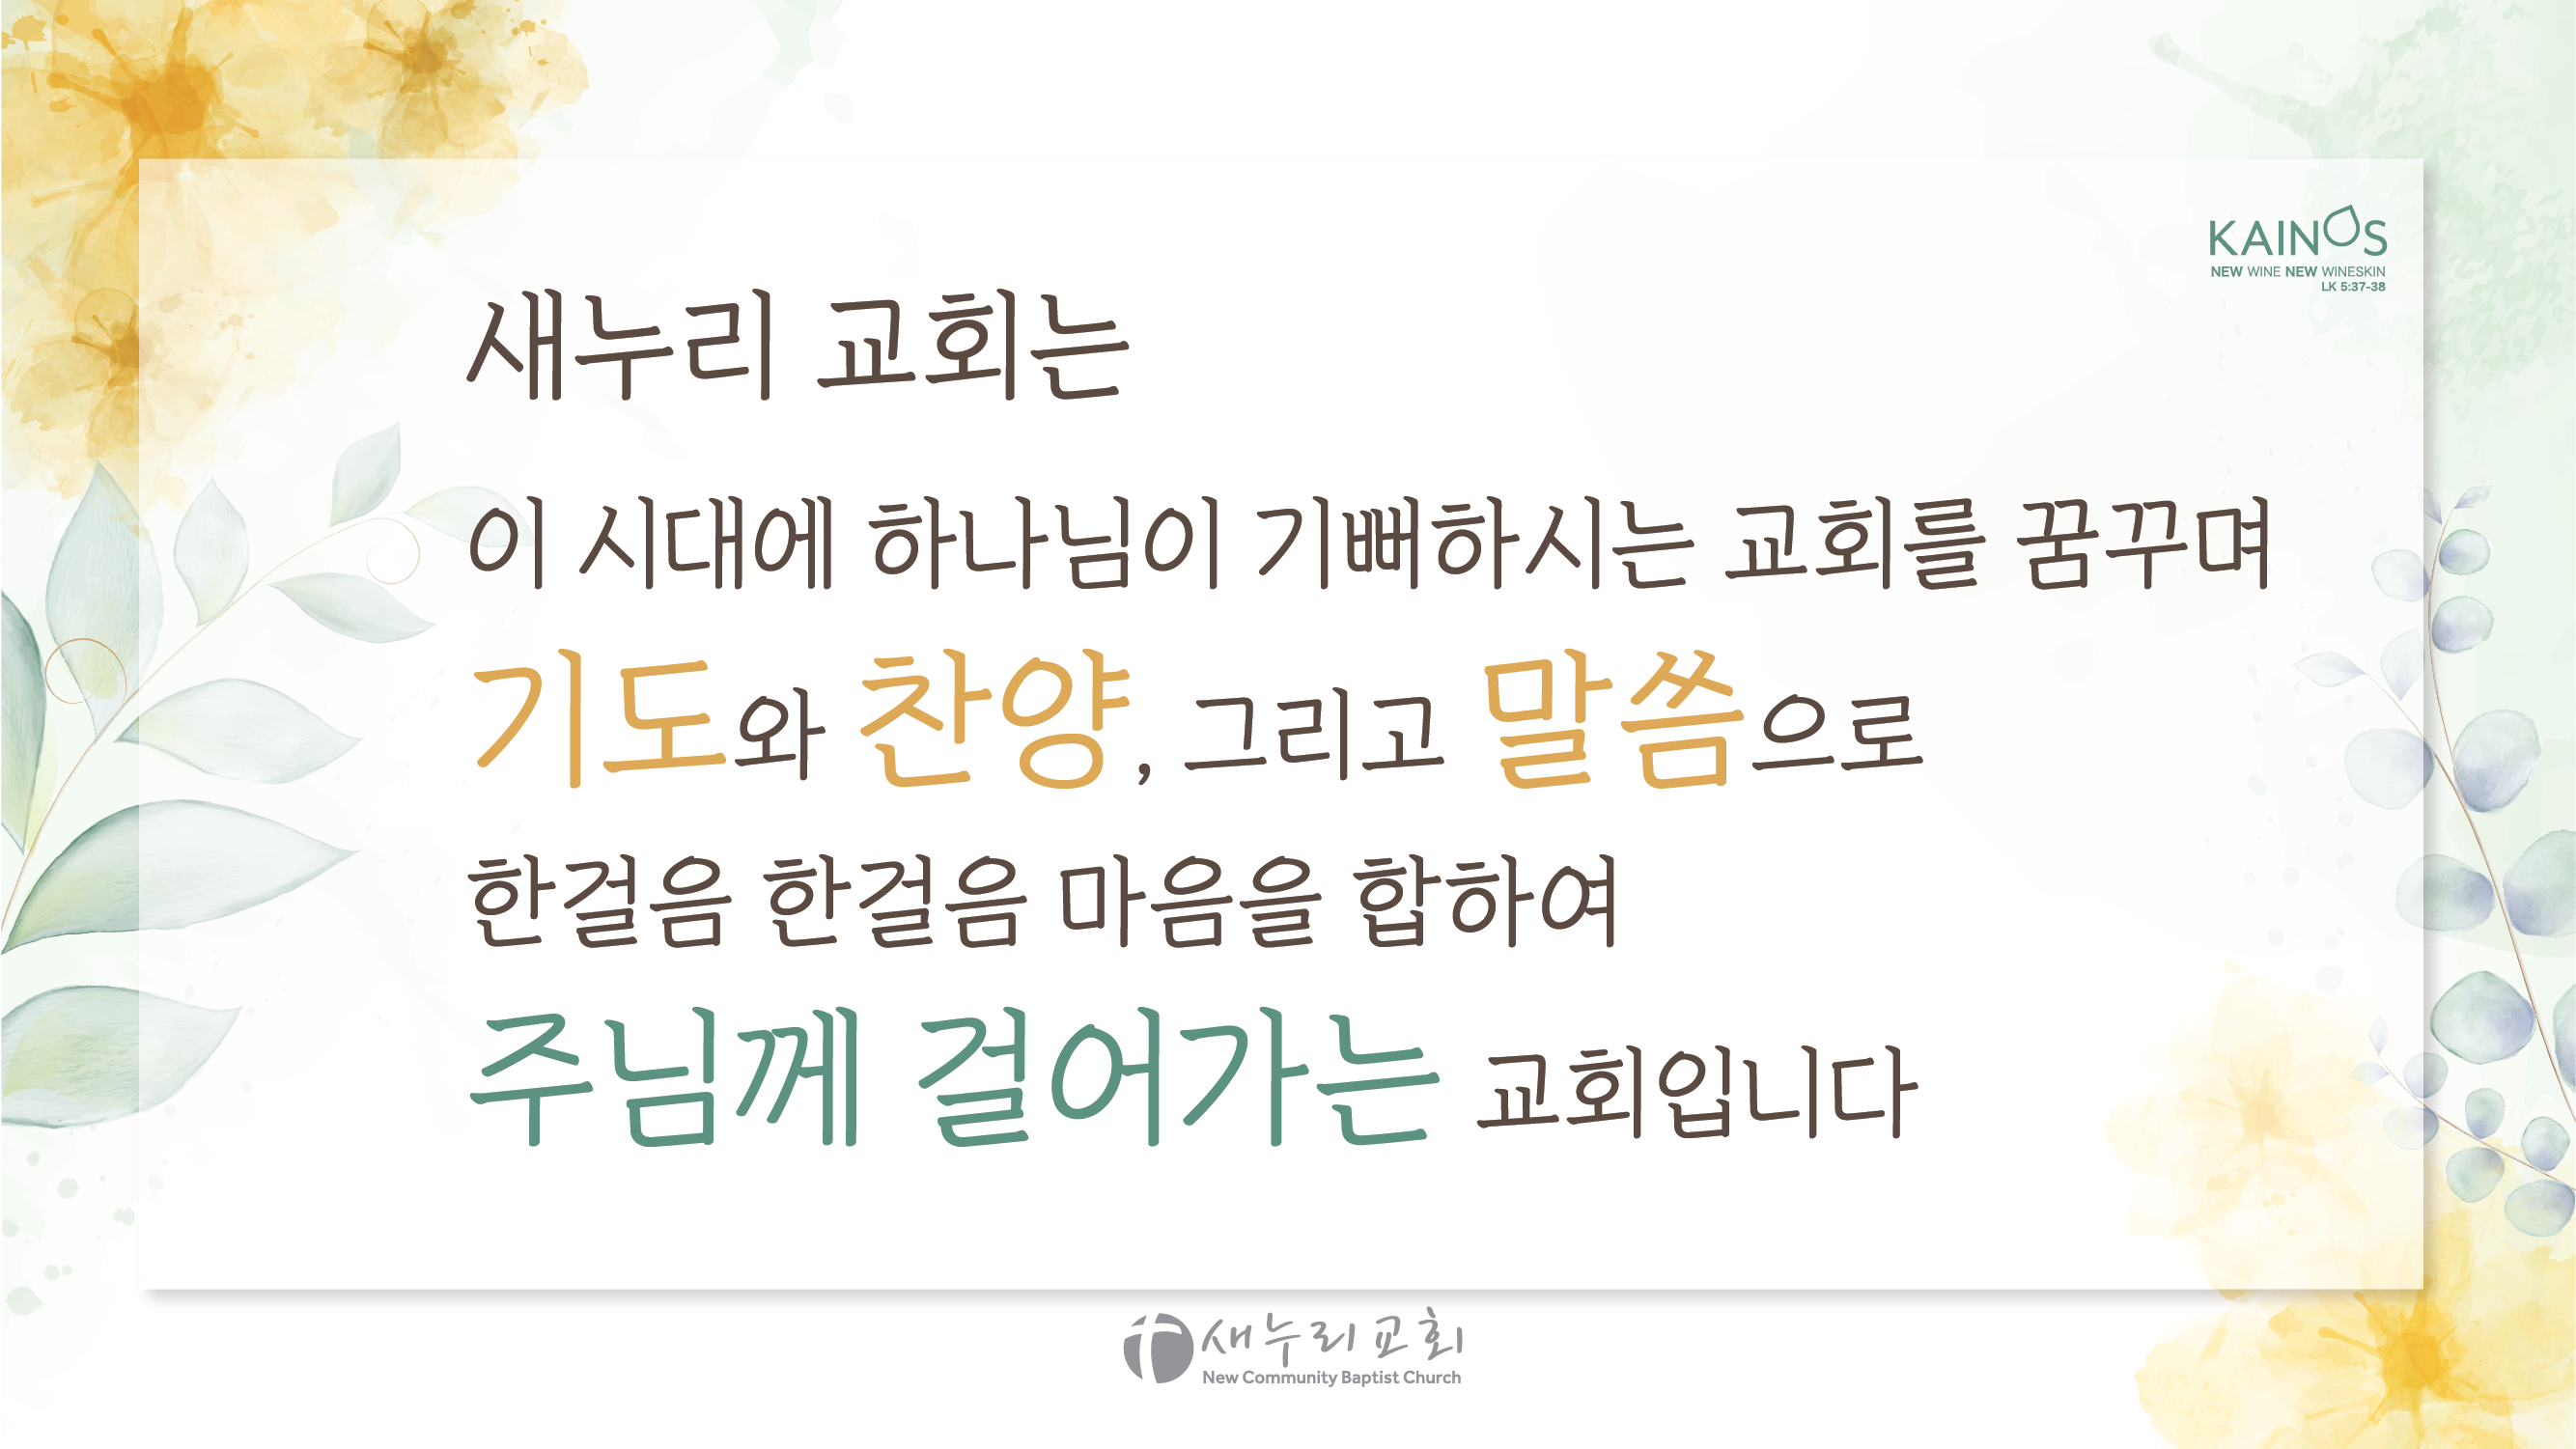 KAINOS
NEW WINE NEW WINESKIN
LK 5:37-38
새누리 교회는
이 시대에 하나님이 기뻐하시는 교회를 꿈꾸며
기도와 찬양, 그리고 말씀으로
한걸음 한걸음 마음을 합하여
주님께 걸어가는 교회입니다
새누리교회
New Community Baptist Church